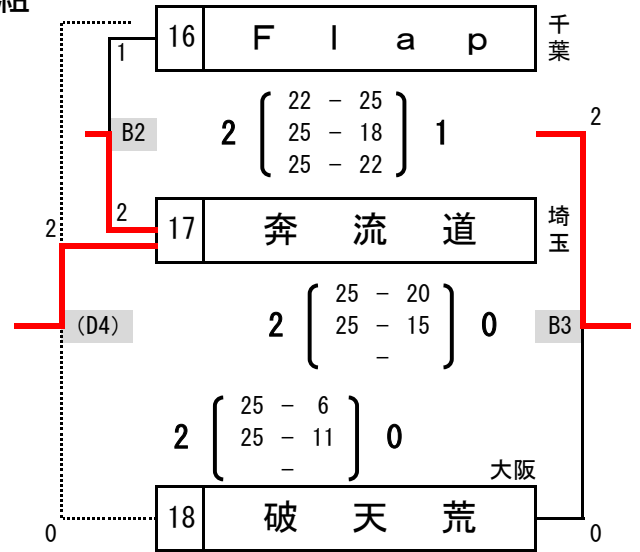 組
16 Flap 千葉
1
B2
2 22 − 25 1
25 − 18
25 − 22
2
2
2
17 奔流道 埼玉
(D4)
2 25 − 20 0
25 − 15
−
B3
2 25 − 6 0
25 − 11
−
大阪
18 破天荒
0
0